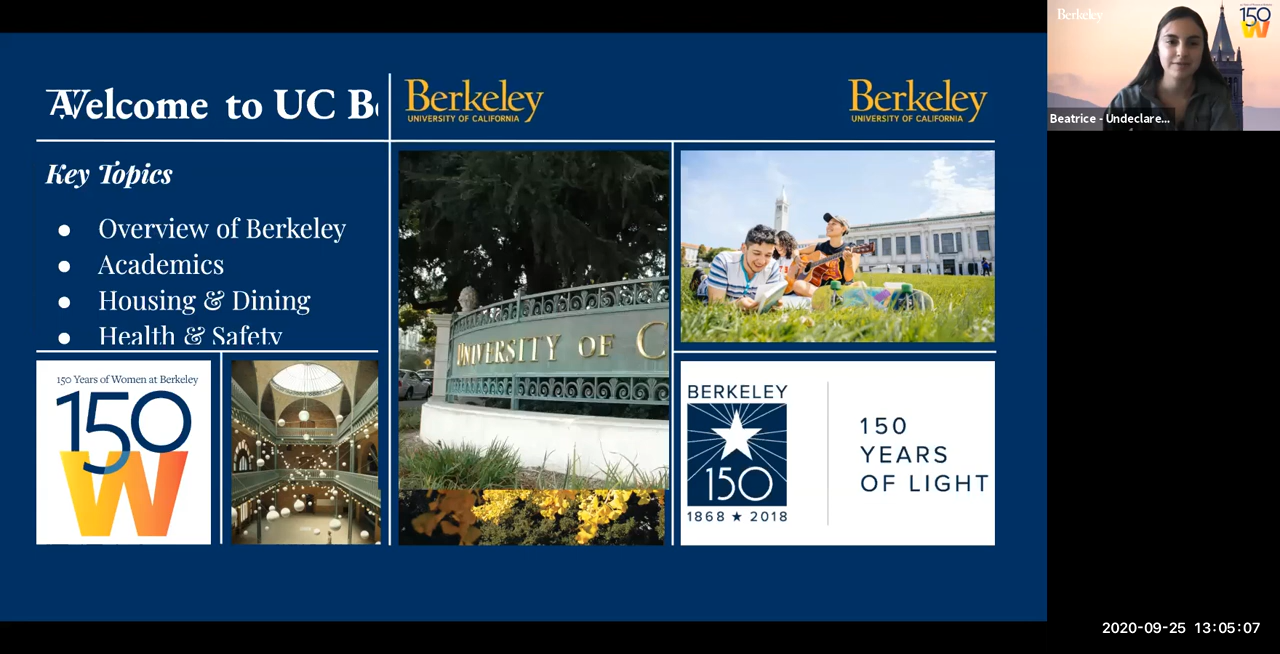 Welcome to UC Be
Berkeley
UNIVERSITY OF CALIFORNIA
Berkeley
UNIVERSITY OF CALIFORNIA
Key Topics
● Overview of Berkeley
● Academics
● Housing & Dining
● Health & Safety
UNIVERSITY OF C
150 Years of Women at Berkeley
150
W
BERKELEY
150
1868 ★ 2018
150
YEARS
OF LIGHT
Berkeley
150
W
Beatrice - Undeclare...
2020-09-25 13:05:07